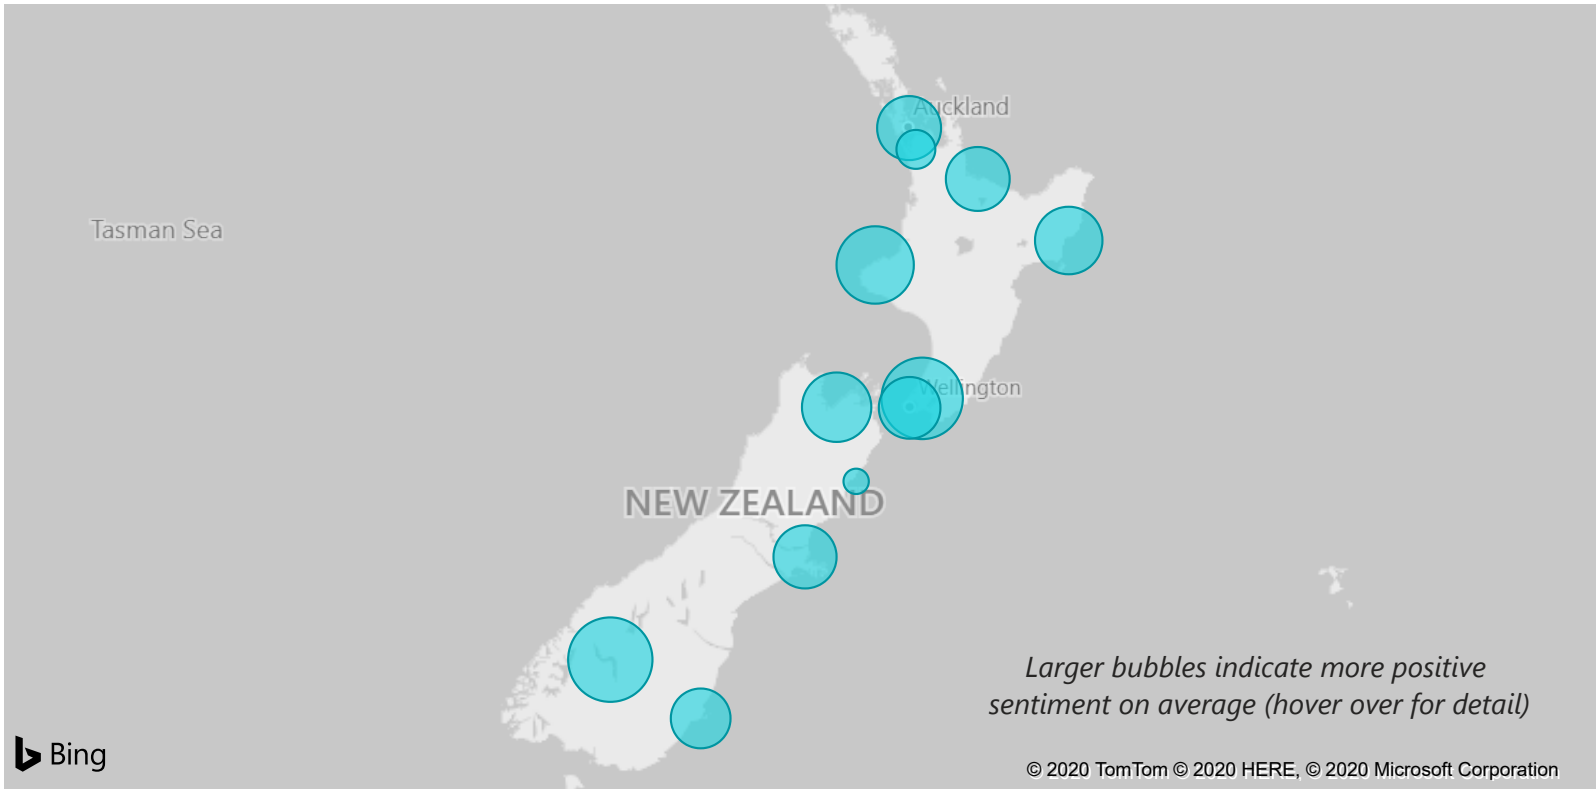 Auckland
Tasman Sea
Wellington
NEW ZEALAND
Larger bubbles indicate more positive
sentiment on average (hover over for detail)
Bing
© 2020 TomTom © 2020 HERE, © 2020 Microsoft Corporation